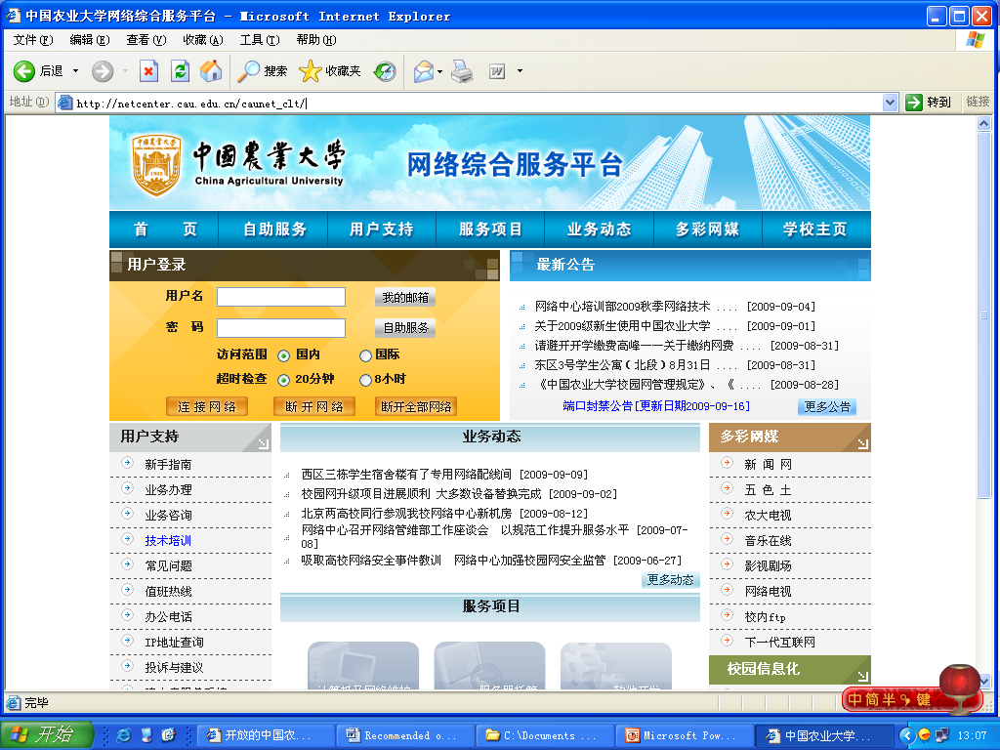 中国农业大学网络综合服务平台 - Microsoft Internet Explorer
文件(F) 编辑(E) 查看(V) 收藏(A) 工具(T) 帮助(H)
后退 搜索 收藏夹
地址(D) http://netcenter.cau.edu.cn/caunet_clt/ 转到 链接
中國農業大學
China Agricultural University
1905
网络综合服务平台
首 页 自助服务 用户支持 服务项目 业务动态 多彩网媒 学校主页
用户登录
用户名 我的邮箱
密 码 自助服务
访问范围 国内 国际
超时检查 20分钟 8小时
连接网络 断开网络 断开全部网络
最新公告
网络中心培训部2009秋季网络技术 .... [2009-09-04]
关于2009级新生使用中国农业大学 .... [2009-09-01]
请避开开学缴费高峰一一关于缴纳网费 .... [2009-08-31]
东区3号学生公寓（北段）8月31日 .... [2009-08-31]
《中国农业大学校园网管理规定》、《 .... [2009-08-28]
端口封禁公告[更新日期2009-09-16] 更多公告
用户支持
新手指南
业务办理
业务咨询
技术培训
常见问题
值班热线
办公电话
IP地址查询
投诉与建议
业务动态
西区三栋学生宿舍楼有了专用网络配线间 [2009-09-09]
校园网升级项目进展顺利 大多数设备替换完成 [2009-09-02]
北京两高校同行参观我校网络中心新机房 [2009-08-12]
网络中心召开网络管维部工作座谈会 以规范工作提升服务水平 [2009-07-
08]
吸取高校网络安全事件教训 网络中心加强校园网安全监管 [2009-06-27]
更多动态
服务项目
多彩网媒
新 闻 网
五 色 土
农大电视
音乐在线
影视剧场
网络电视
校内ftp
下一代互联网
校园信息化
完毕
中简半 键
开始 开放的中国农... Recommended o... C:\Documents ... Microsoft Pow... 中国农业大学... 13:07